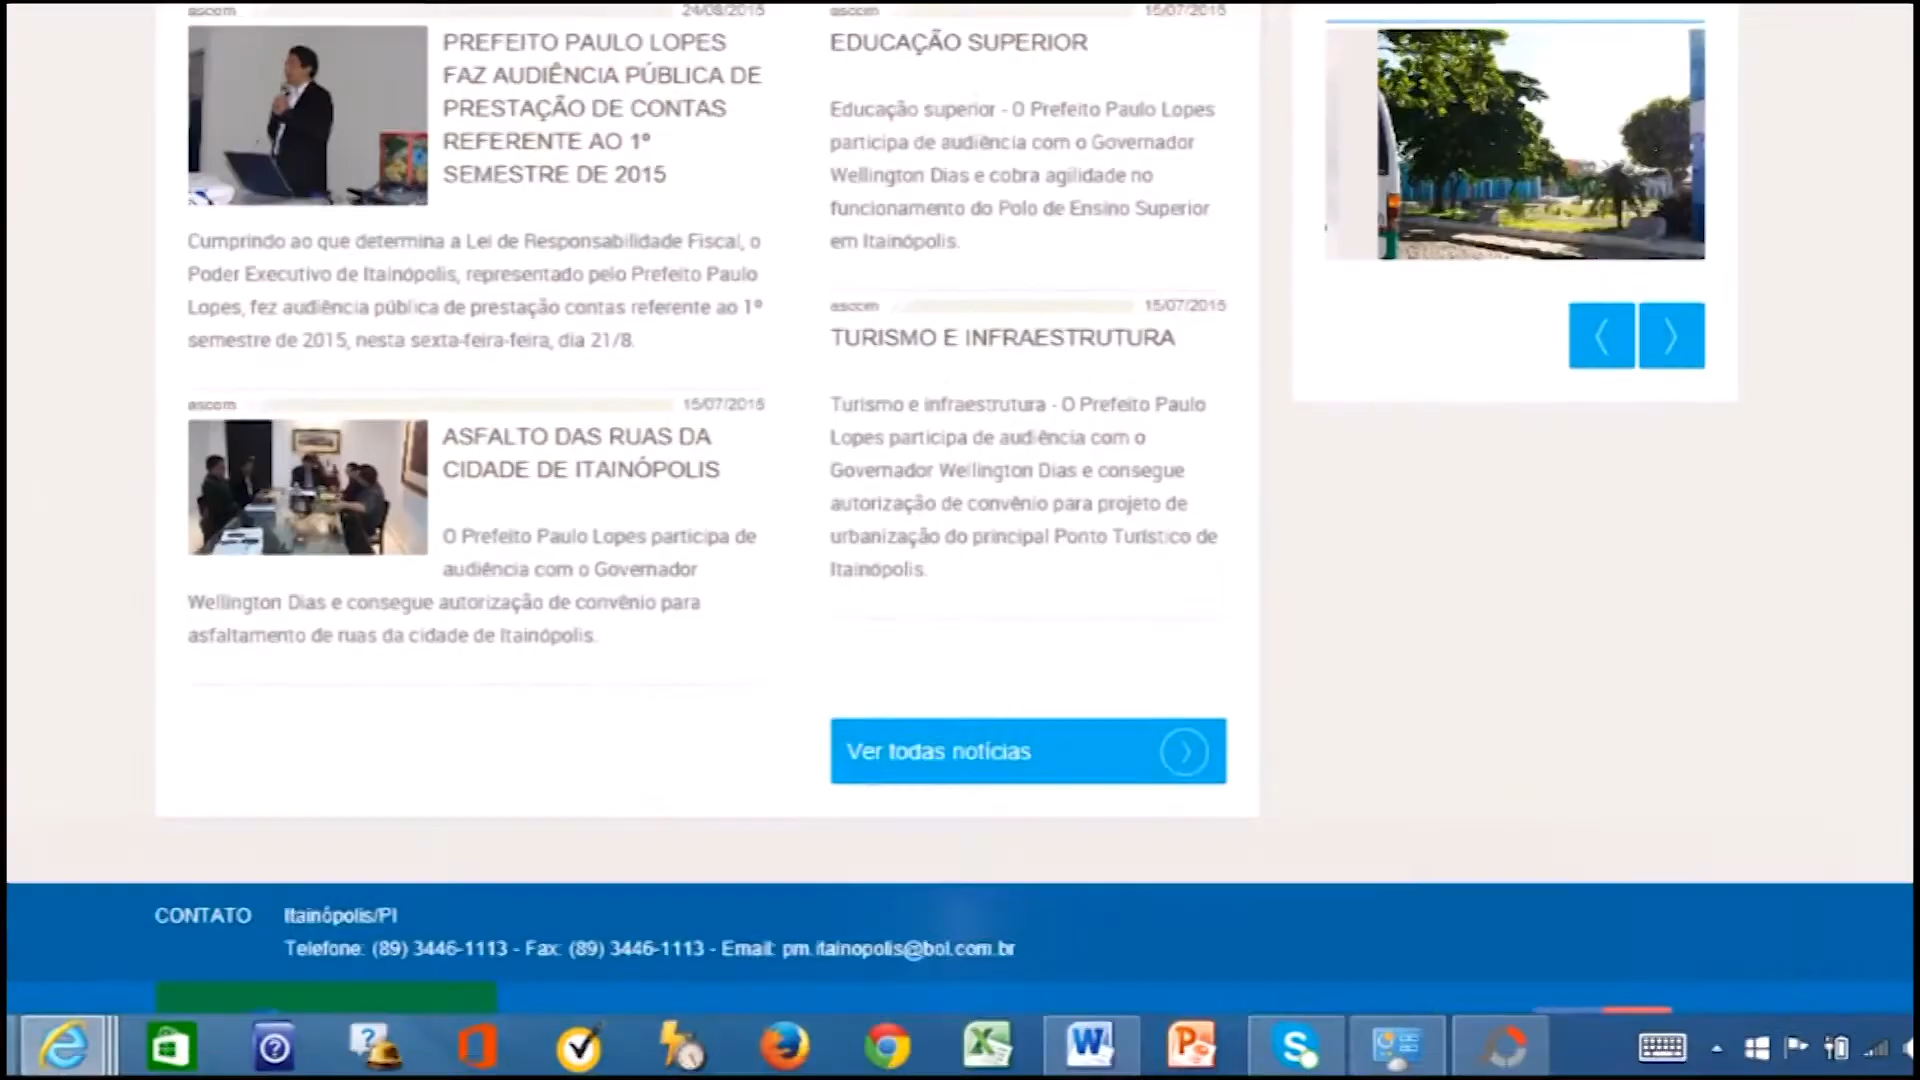 ascom 24/08/2015
PREFEITO PAULO LOPES
FAZ AUDIÊNCIA PÚBLICA DE
PRESTAÇÃO DE CONTAS
REFERENTE AO 1º
SEMESTRE DE 2015
Cumprindo ao que determina a Lei de Responsabilidade Fiscal, o
Poder Executivo de Itainópolis, representado pelo Prefeito Paulo
Lopes, fez audiência pública de prestação contas referente ao 1º
semestre de 2015, nesta sexta-feira-feira, dia 21/8.
ascom 15/07/2015
ASFALTO DAS RUAS DA
CIDADE DE ITAINÓPOLIS
O Prefeito Paulo Lopes participa de
audiência com o Governador
Wellington Dias e consegue autorização de convênio para
asfaltamento de ruas da cidade de Itainópolis.
ascom 15/07/2015
EDUCAÇÃO SUPERIOR
Educação superior - O Prefeito Paulo Lopes
participa de audiência com o Governador
Wellington Dias e cobra agilidade no
funcionamento do Polo de Ensino Superior
em Itainópolis.
ascom 15/07/2015
TURISMO E INFRAESTRUTURA
Turismo e infraestrutura - O Prefeito Paulo
Lopes participa de audiência com o
Governador Wellington Dias e consegue
autorização de convênio para projeto de
urbanização do principal Ponto Turístico de
Itainópolis.
Ver todas notícias
CONTATO Itainópolis/PI
Telefone: (89) 3446-1113 - Fax: (89) 3446-1113 - Email: pm.itainopolis@bol.com.br